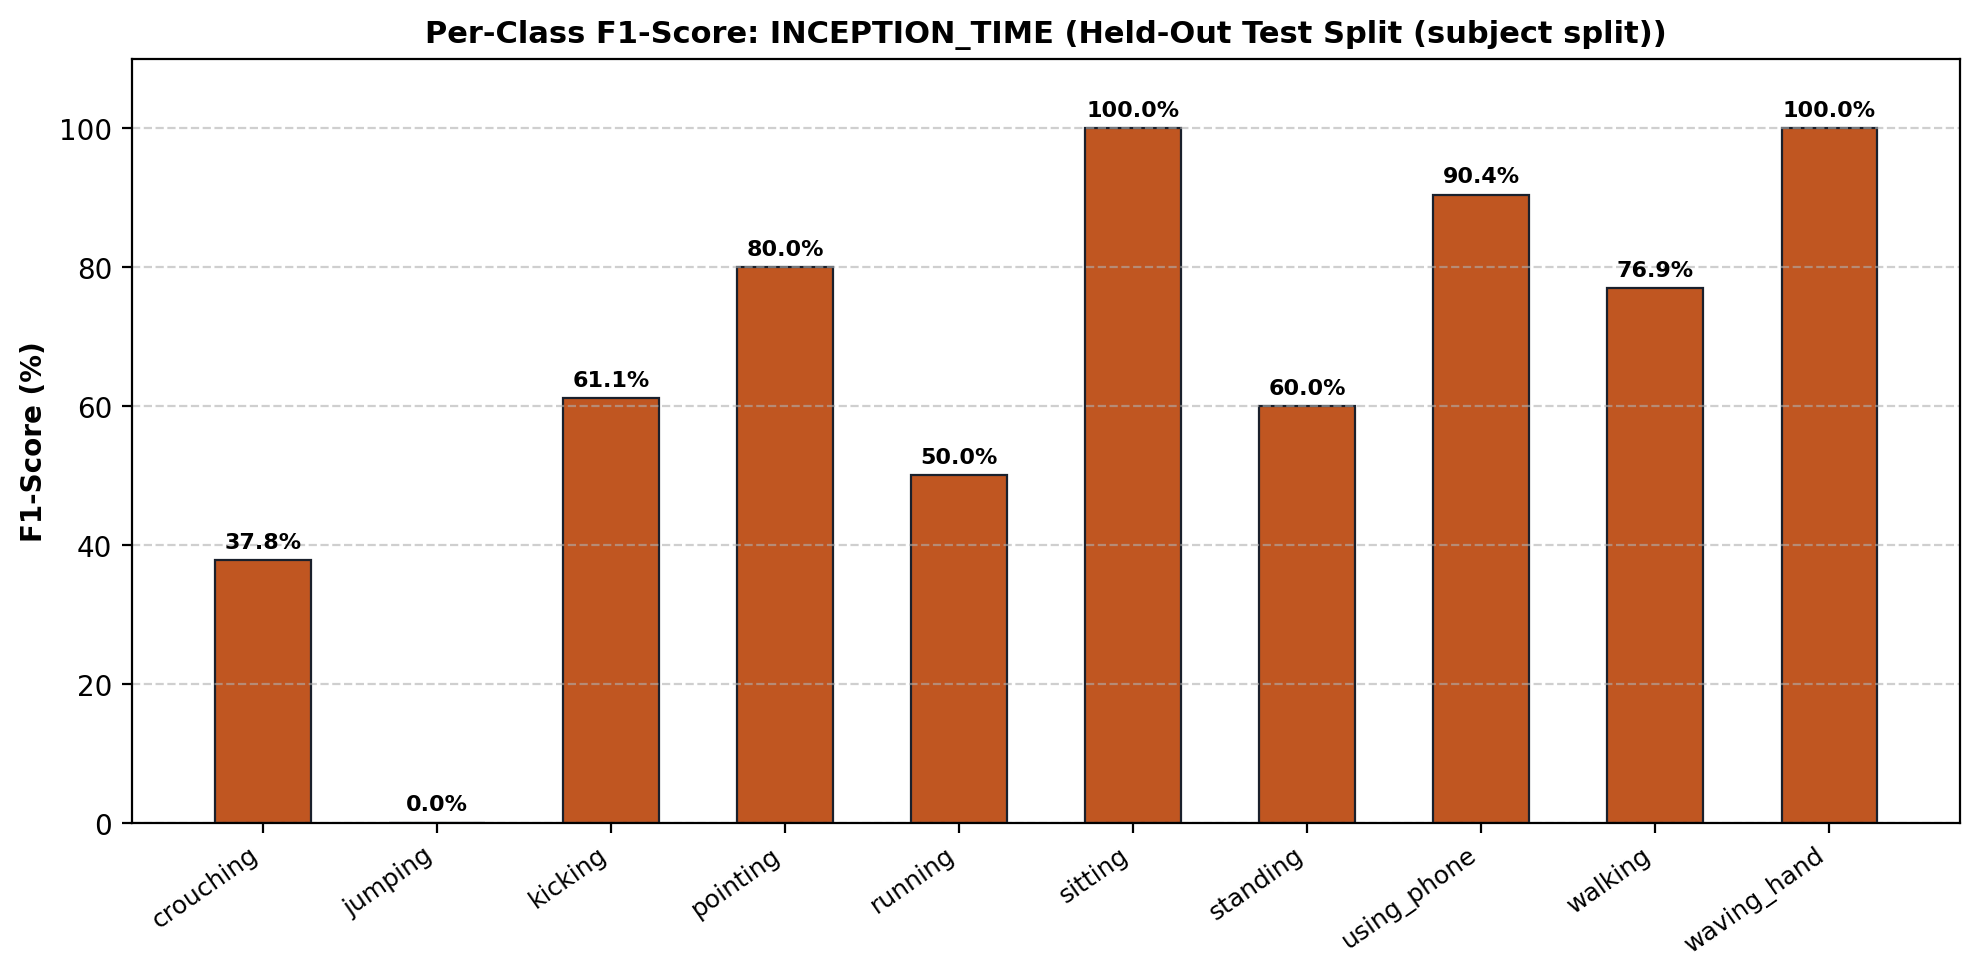 Per-Class F1-Score: INCEPTION_TIME (Held-Out Test Split (subject split))
F1-Score (%)
100
80
60
40
20
0
37.8%
0.0%
61.1%
80.0%
50.0%
100.0%
60.0%
90.4%
76.9%
100.0%
crouching
jumping
kicking
pointing
running
sitting
standing
using_phone
walking
waving_hand